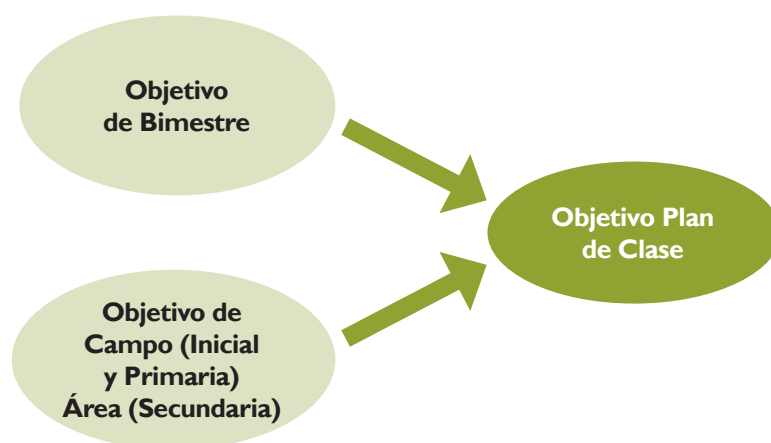 Objetivo
de Bimestre
Objetivo Plan
de Clase
Objetivo de
Campo (Inicial
y Primaria)
Área (Secundaria)